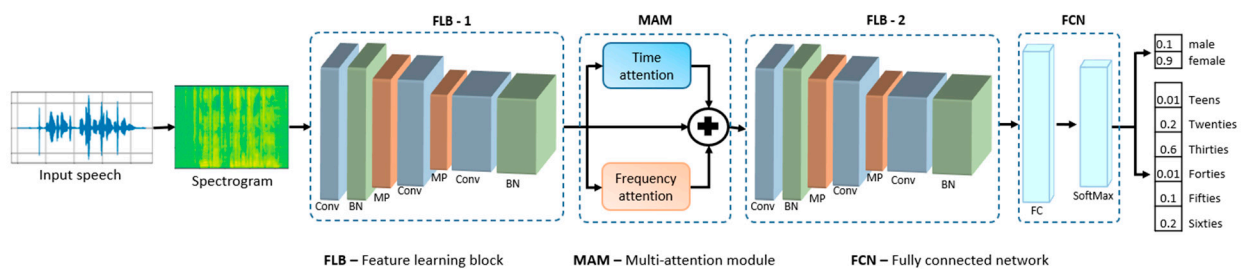 FLB - 1
MAM
FLB - 2
FCN
Input speech
Spectrogram
Conv
BN
MP
Conv
MP
Conv
BN
Time
attention
Frequency
attention
Conv
BN
MP
Conv
MP
Conv
BN
FC
SoftMax
0.1 male
0.9 female
0.01 Teens
0.2 Twenties
0.6 Thirties
0.01 Forties
0.1 Fifties
0.2 Sixties
FLB – Feature learning block
MAM – Multi-attention module
FCN – Fully connected network